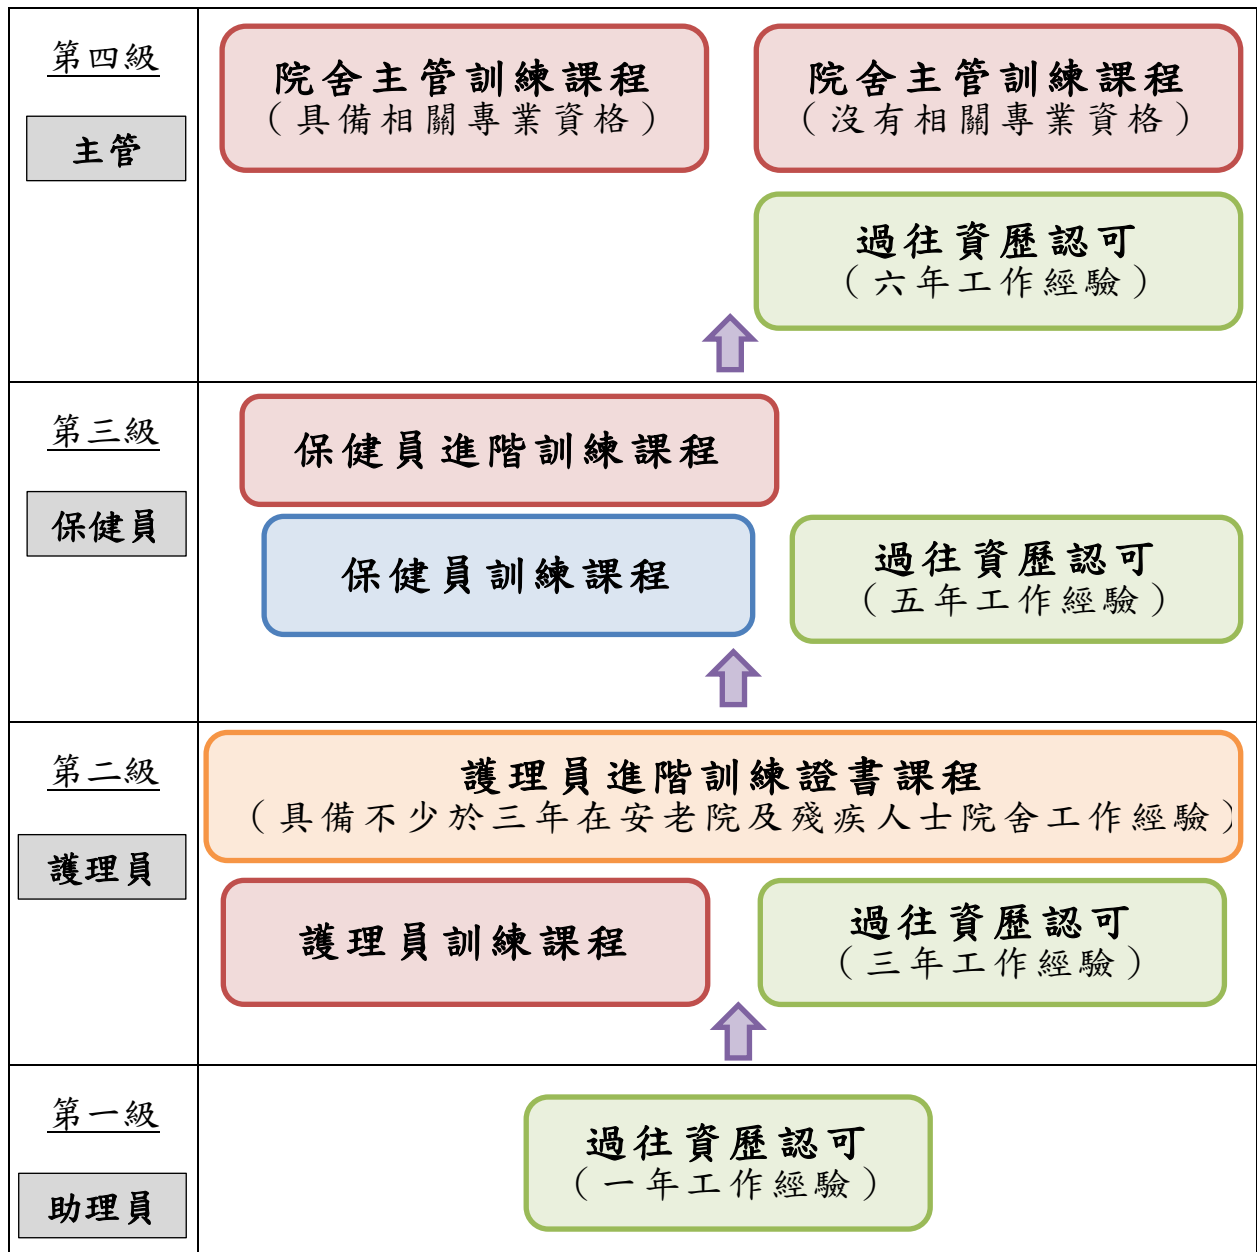 第四級
主管
院舍主管訓練課程
（具備相關專業資格）
院舍主管訓練課程
（沒有相關專業資格）
過往資歷認可
（六年工作經驗）
第三級
保健員
保健員進階訓練課程
保健員訓練課程
過往資歷認可
（五年工作經驗）
第二級
護理員
護理員進階訓練證書課程
（具備不少於三年在安老院及殘疾人士院舍工作經驗）
護理員訓練課程
過往資歷認可
（三年工作經驗）
第一級
助理員
過往資歷認可
（一年工作經驗）